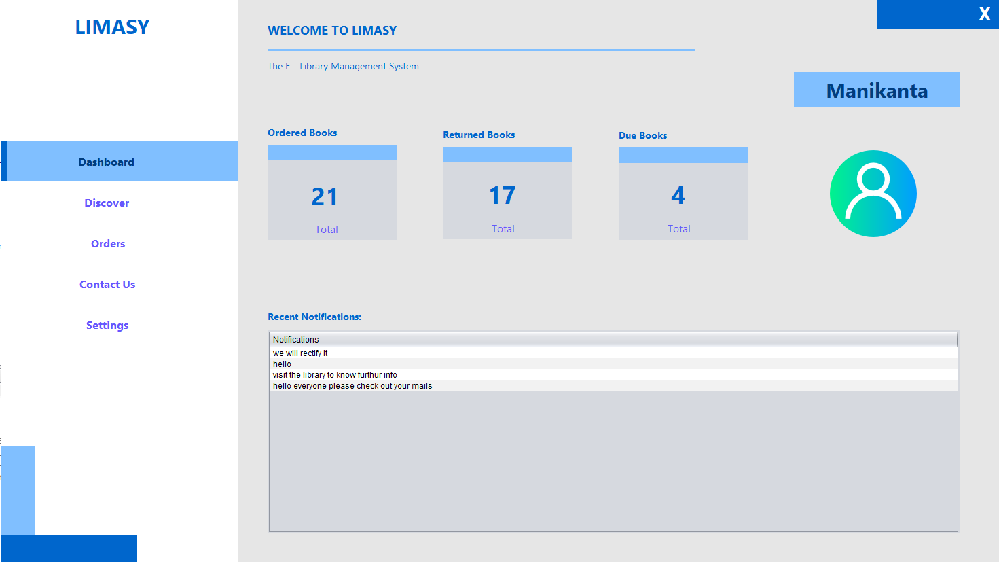 LIMASY
Dashboard
Discover
Orders
Contact Us
Settings
X
WELCOME TO LIMASY
The E - Library Management System
Manikanta
Ordered Books
21
Total
Returned Books
17
Total
Due Books
4
Total
Recent Notifications:
Notifications
we will rectify it
hello
visit the library to know furthur info
hello everyone please check out your mails